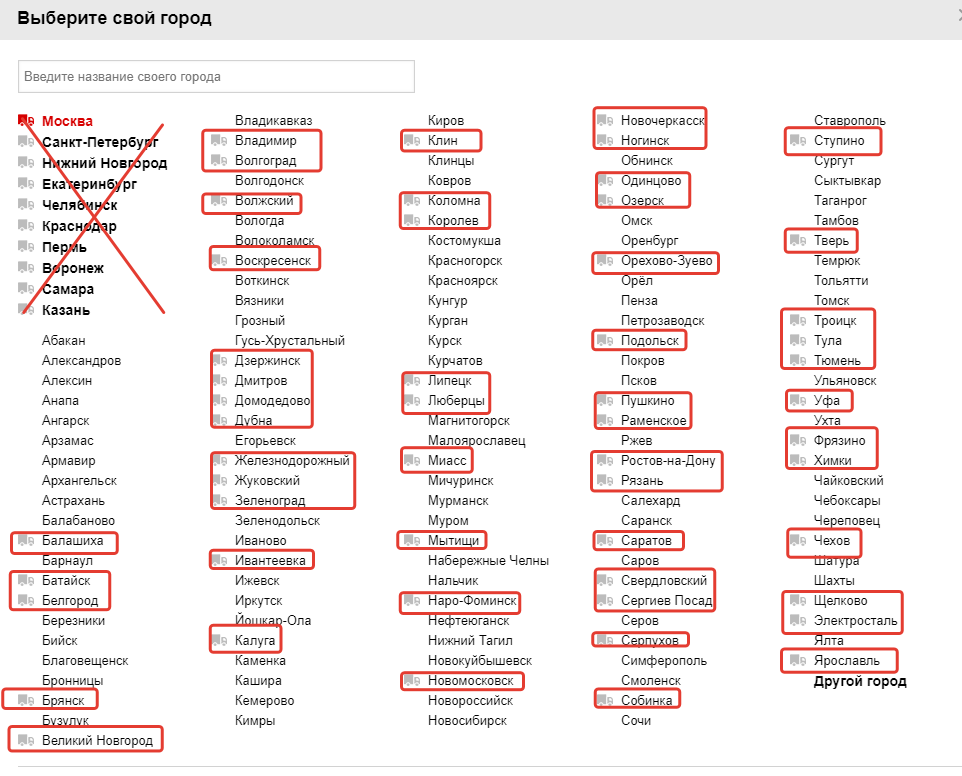 Выберите свой город
Введите название своего города
Москва
Санкт-Петербург
Нижний Новгород
Екатеринбург
Челябинск
Краснодар
Пермь
Воронеж
Самара
Казань
Абакан
Александров
Алексин
Анапа
Ангарск
Арзамас
Армавир
Архангельск
Астрахань
Балабаново
Балашиха
Барнаул
Батайск
Белгород
Березники
Бийск
Благовещенск
Бронницы
Брянск
Бузулук
Великий Новгород
Владикавказ
Владимир
Волгоград
Волгодонск
Волжский
Вологда
Волоколамск
Воскресенск
Воткинск
Вязники
Грозный
Гусь-Хрустальный
Дзержинск
Дмитров
Домодедово
Дубна
Егорьевск
Железнодорожный
Жуковский
Зеленоград
Зеленодольск
Иваново
Ивантеевка
Ижевск
Иркутск
Йошкар-Ола
Калуга
Каменка
Кашира
Кемерово
Кимры
Киров
Клин
Клинцы
Ковров
Коломна
Королев
Костомукша
Красногорск
Красноярск
Кунгур
Курган
Курск
Курчатов
Липецк
Люберцы
Магнитогорск
Малоярославец
Миасс
Мичуринск
Мурманск
Муром
Мытищи
Набережные Челны
Нальчик
Наро-Фоминск
Нефтеюганск
Нижний Тагил
Новокуйбышевск
Новомосковск
Новороссийск
Новосибирск
Новочеркасск
Ногинск
Обнинск
Одинцово
Озерск
Омск
Оренбург
Орехово-Зуево
Орёл
Пенза
Петрозаводск
Подольск
Покров
Псков
Пушкино
Раменское
Ржев
Ростов-на-Дону
Рязань
Салехард
Саранск
Саратов
Саров
Свердловский
Сергиев Посад
Серов
Серпухов
Симферополь
Смоленск
Собинка
Сочи
Ставрополь
Ступино
Сургут
Сыктывкар
Таганрог
Тамбов
Тверь
Темрюк
Тольятти
Томск
Троицк
Тула
Тюмень
Ульяновск
Уфа
Ухта
Фрязино
Химки
Чайковский
Чебоксары
Череповец
Чехов
Шатура
Шахты
Щелково
Электросталь
Ялта
Ярославль
Другой город